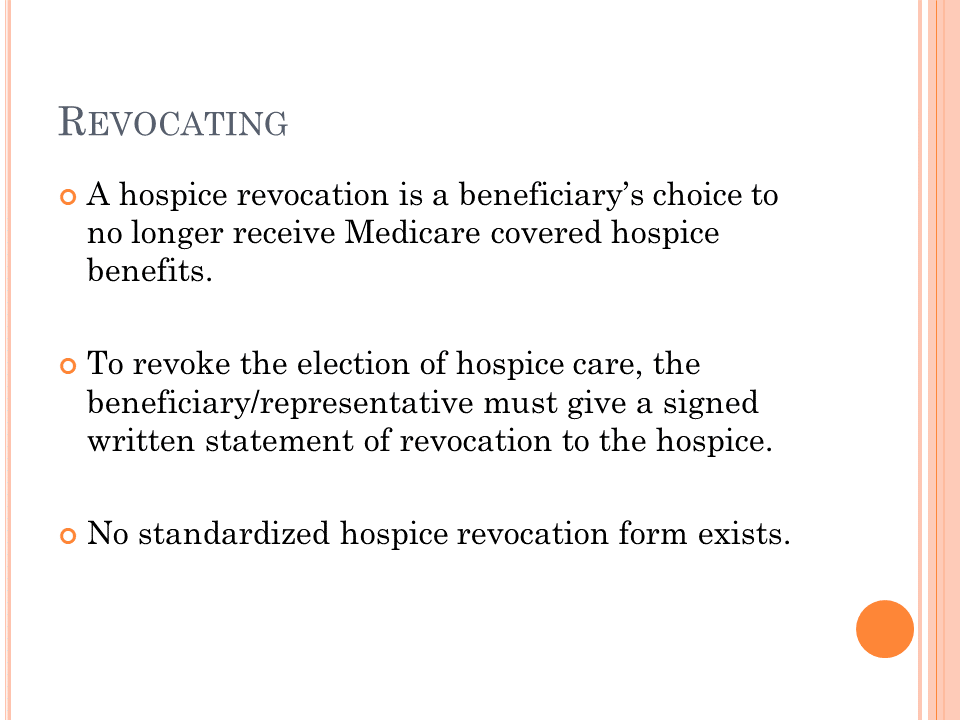 REVOCATING
A hospice revocation is a beneficiary’s choice to
no longer receive Medicare covered hospice
benefits.
To revoke the election of hospice care, the
beneficiary/representative must give a signed
written statement of revocation to the hospice.
No standardized hospice revocation form exists.